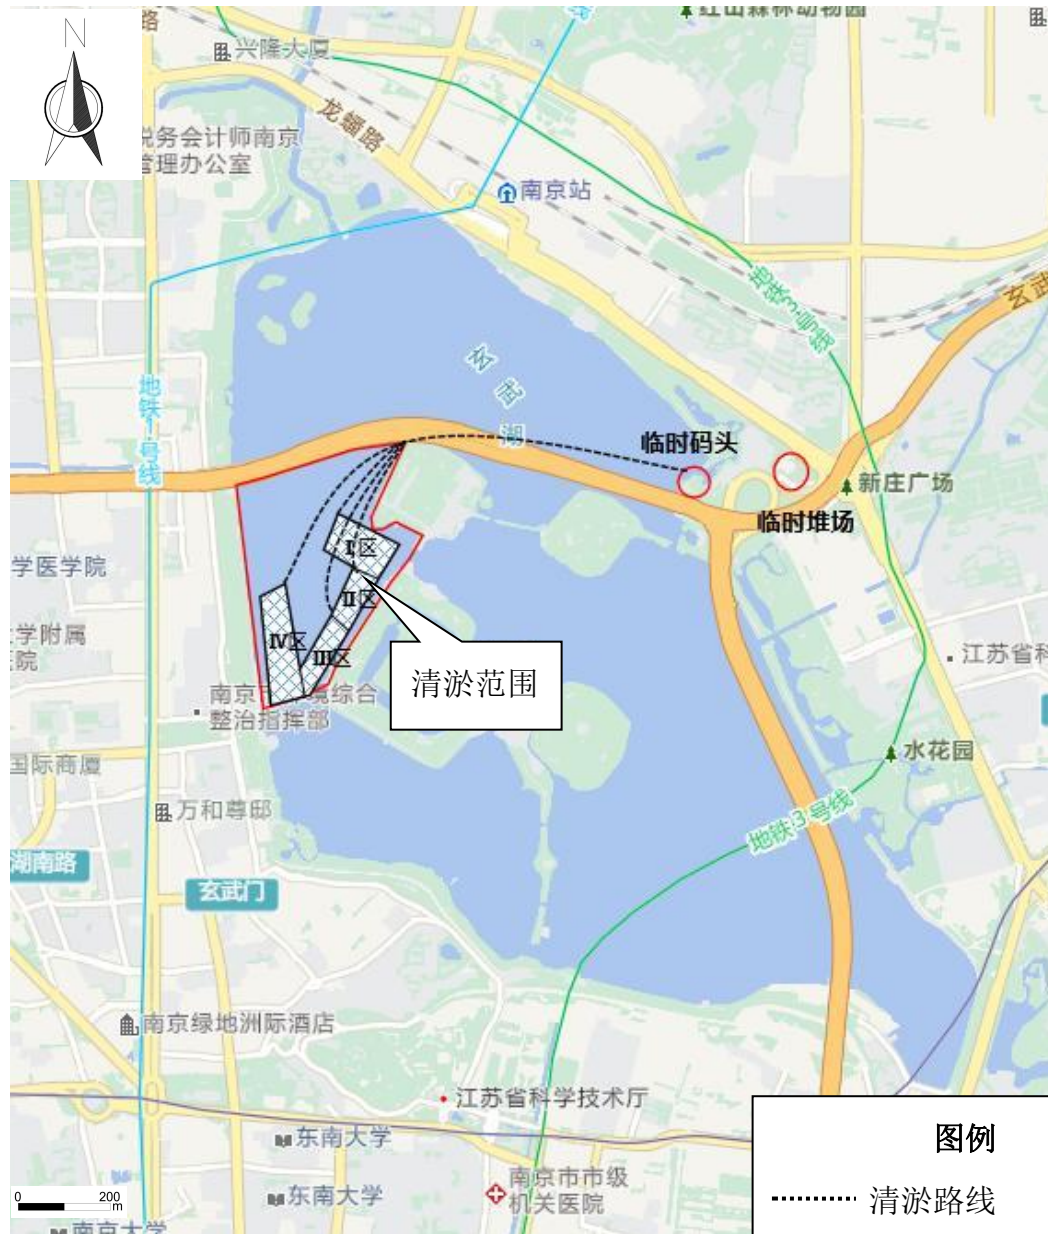 N
路
兴隆大厦
线
红山森林动物园
税务会计师南京
管理办公室
龙蟠路
南京站
地铁3号线
玄武
地铁1号线
玄武湖
临时码头
新庄广场
临时堆场
学医学院
Ⅰ区
Ⅱ区
Ⅲ区
Ⅳ区
大学附属
医院
清淤范围
江苏省科
南京
境综合
整治指挥部
国际商厦
水花园
万和尊邸
地铁3号线
湖南路
玄武门
南京绿地洲际酒店
江苏省科学技术厅
东南大学
东南大学
南京市市级
机关医院
南京大学
0 200
m
图例
清淤路线